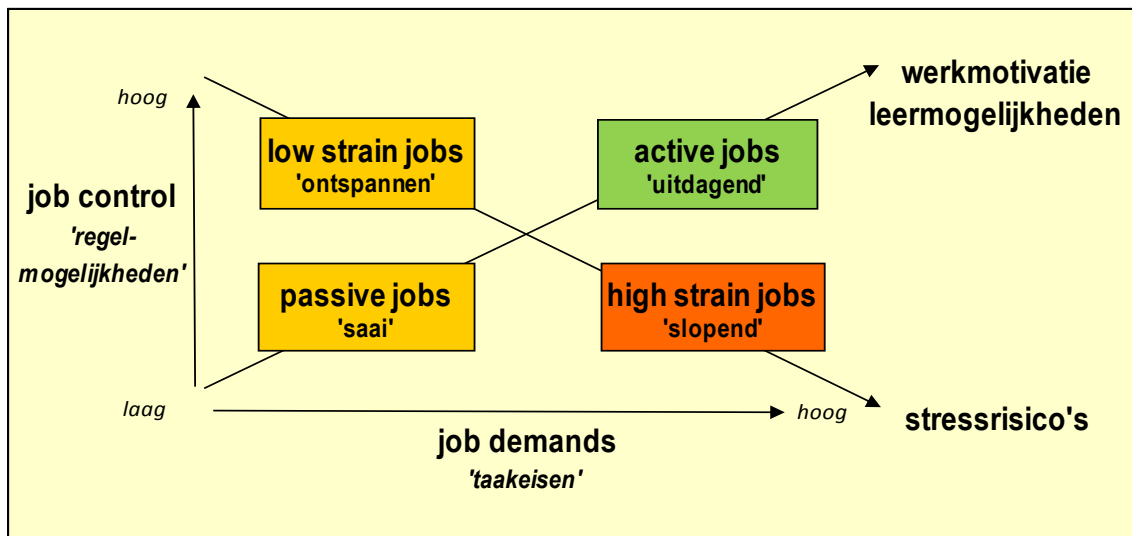 werkmotivatie
leermogelijkheden
hoog
low strain jobs
'ontspannen'
active jobs
'uitdagend'
job control
'regel-
mogelijkheden'
passive jobs
'saai'
high strain jobs
'slopend'
laag
hoog
stressrisico's
job demands
'taakeisen'